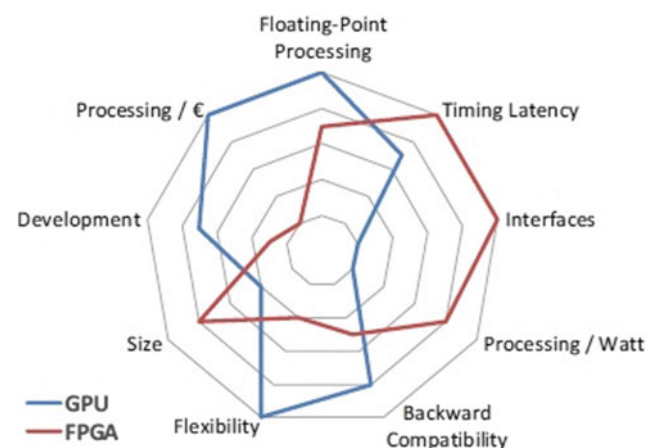 Floating-Point
Processing
Processing / €
Timing Latency
Development
Interfaces
Size
Processing / Watt
Flexibility
Backward
Compatibility
GPU
FPGA